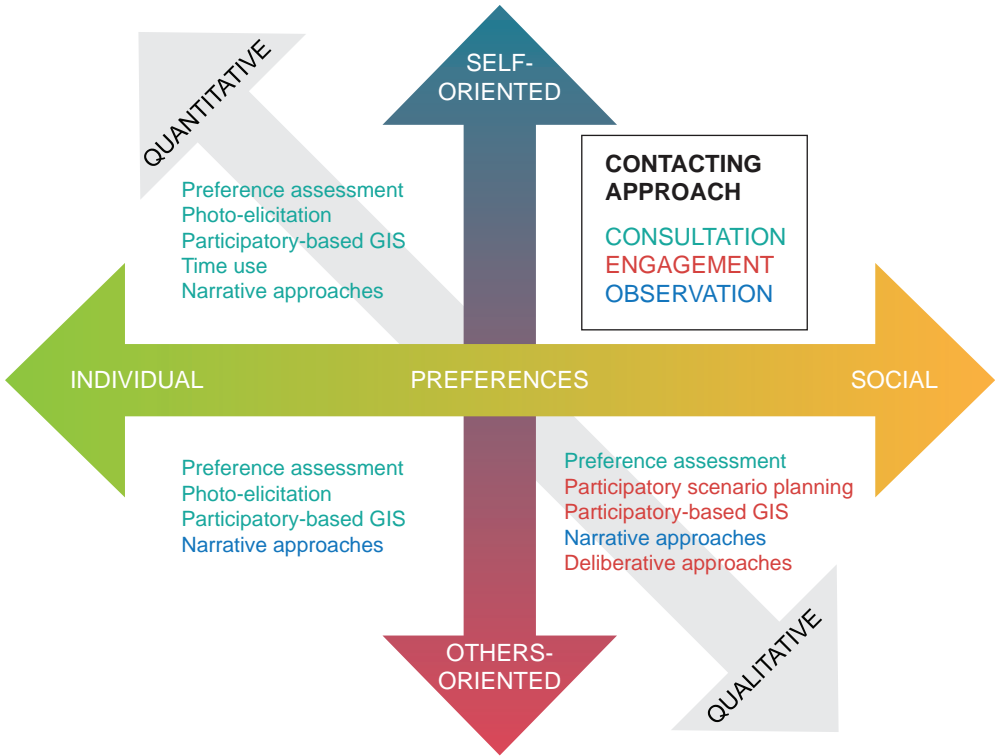 QUANTITATIVE
SELF-
ORIENTED
CONTACTING
APPROACH
CONSULTATION
ENGAGEMENT
OBSERVATION
Preference assessment
Photo-elicitation
Participatory-based GIS
Time use
Narrative approaches
INDIVIDUAL
PREFERENCES
SOCIAL
Preference assessment
Photo-elicitation
Participatory-based GIS
Narrative approaches
Preference assessment
Participatory scenario planning
Participatory-based GIS
Narrative approaches
Deliberative approaches
OTHERS-
ORIENTED
QUALITATIVE